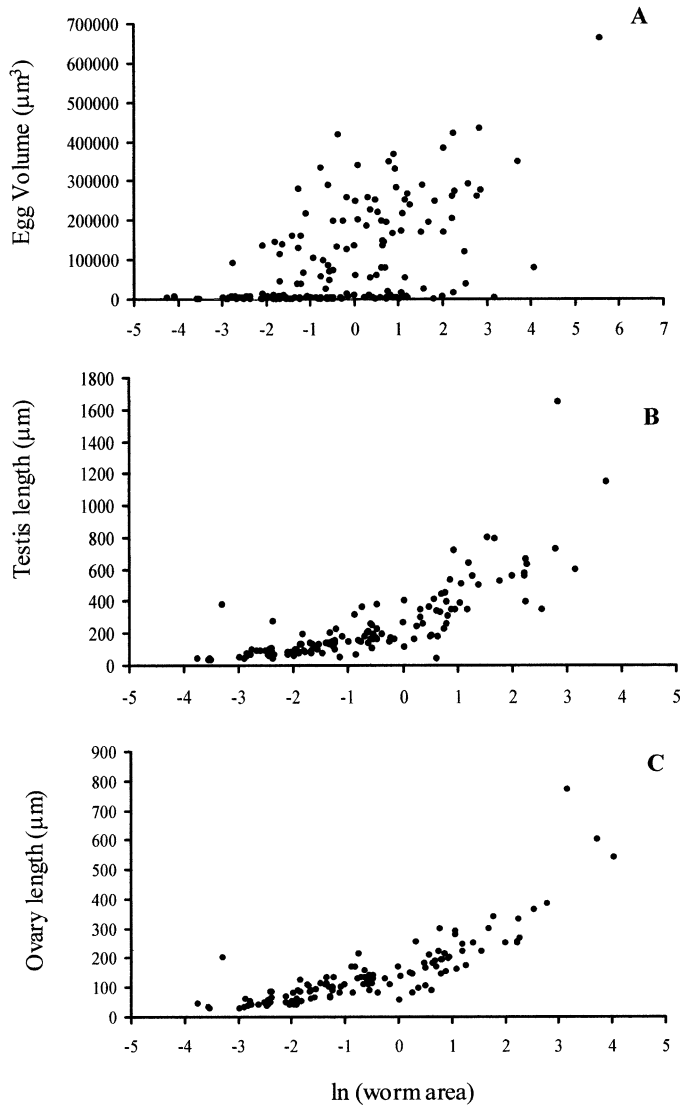 A
Egg Volume (µm³)
700000
600000
500000
400000
300000
200000
100000
0
-5 -4 -3 -2 -1 0 1 2 3 4 5 6 7
B
Testis length (µm)
1800
1600
1400
1200
1000
800
600
400
200
0
-5 -4 -3 -2 -1 0 1 2 3 4 5
C
Ovary length (µm)
900
800
700
600
500
400
300
200
100
0
-5 -4 -3 -2 -1 0 1 2 3 4 5
ln (worm area)